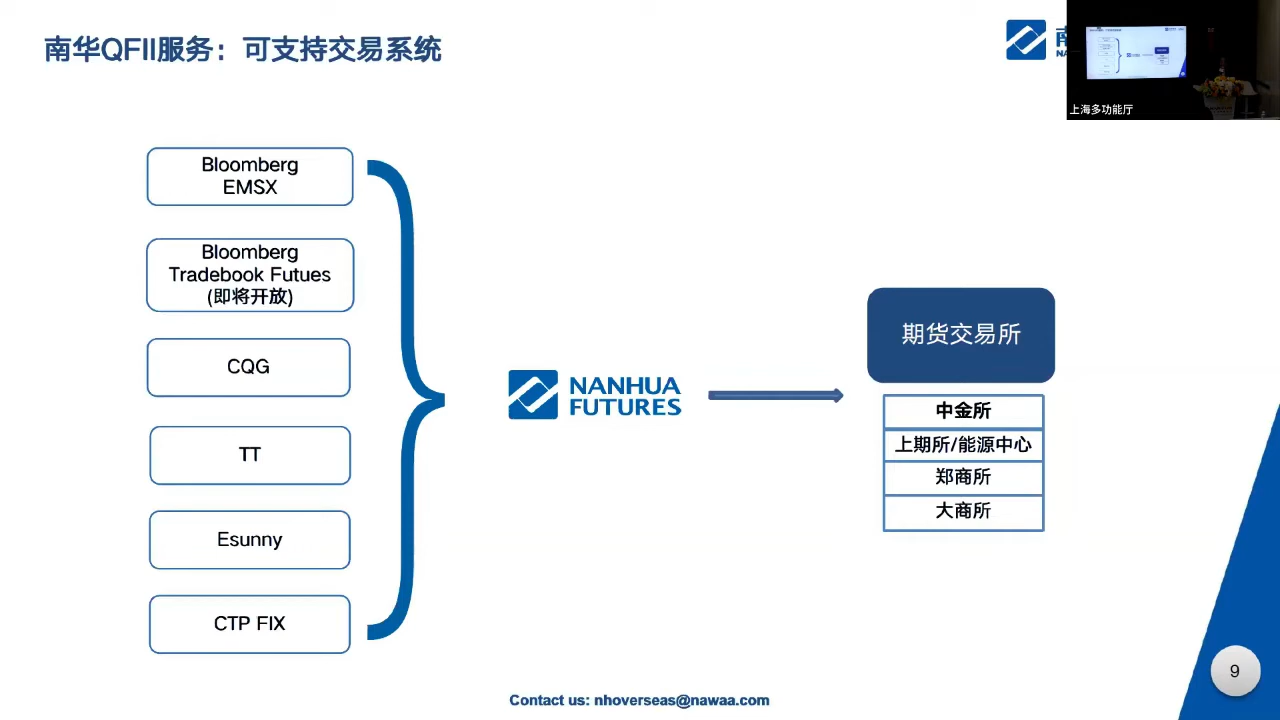 南华QFII服务：可支持交易系统
上海多功能厅
Bloomberg
EMSX
Bloomberg
Tradebook Futues
(即将开放)
CQG
TT
Esunny
CTP FIX
NANHUA
FUTURES
期货交易所
中金所
上期所/能源中心
郑商所
大商所
Contact us: nhoverseas@nawaa.com
9